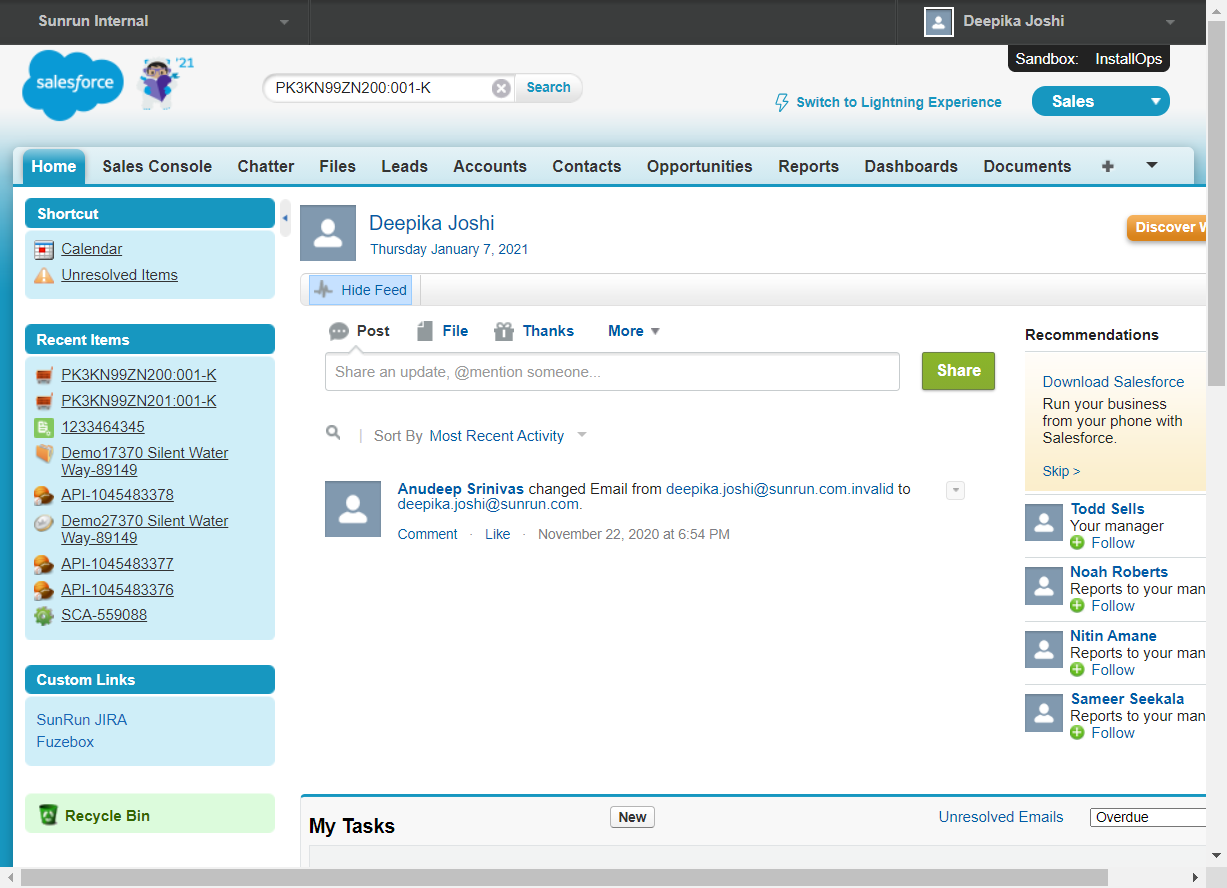 Sunrun Internal
Deepika Joshi
salesforce
'21
PK3KN99ZN200:001-K
Search
Sandbox: InstallOps
Switch to Lightning Experience
Sales
Home
Sales Console
Chatter
Files
Leads
Accounts
Contacts
Opportunities
Reports
Dashboards
Documents
Shortcut
Calendar
Unresolved Items
Recent Items
PK3KN99ZN200:001-K
PK3KN99ZN201:001-K
1233464345
Demo17370 Silent Water
Way-89149
API-1045483378
Demo27370 Silent Water
Way-89149
API-1045483377
API-1045483376
SCA-559088
Custom Links
SunRun JIRA
Fuzebox
Recycle Bin
Deepika Joshi
Thursday January 7, 2021
Discover W
Hide Feed
Post
File
Thanks
More
Share an update, @mention someone...
Share
| Sort By Most Recent Activity
Anudeep Srinivas changed Email from deepika.joshi@sunrun.com.invalid to
deepika.joshi@sunrun.com.
Comment · Like · November 22, 2020 at 6:54 PM
Recommendations
Download Salesforce
Run your business
from your phone with
Salesforce.
Skip >
Todd Sells
Your manager
Follow
Noah Roberts
Reports to your man
Follow
Nitin Amane
Reports to your man
Follow
Sameer Seekala
Reports to your man
Follow
My Tasks
New
Unresolved Emails
Overdue